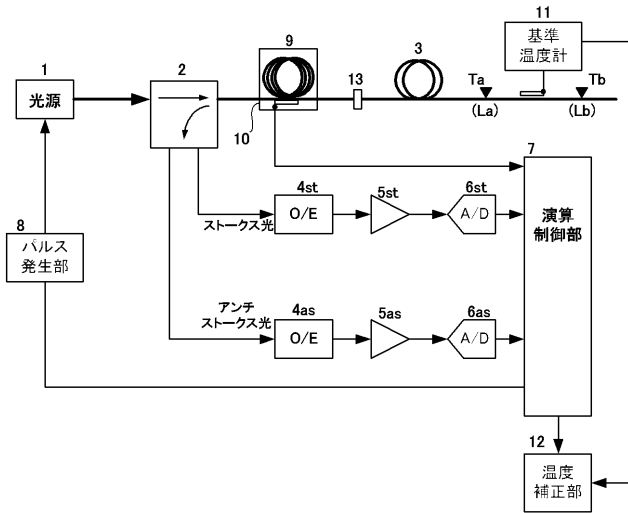 1
光源
2
9
10
13
3
Ta
(La)
11
基準
温度計
Tb
(Lb)
7
演算
制御部
8
パルス
発生部
ストークス光
4st
O/E
5st
6st
A/D
アンチ
ストークス光
4as
O/E
5as
6as
A/D
12
温度
補正部